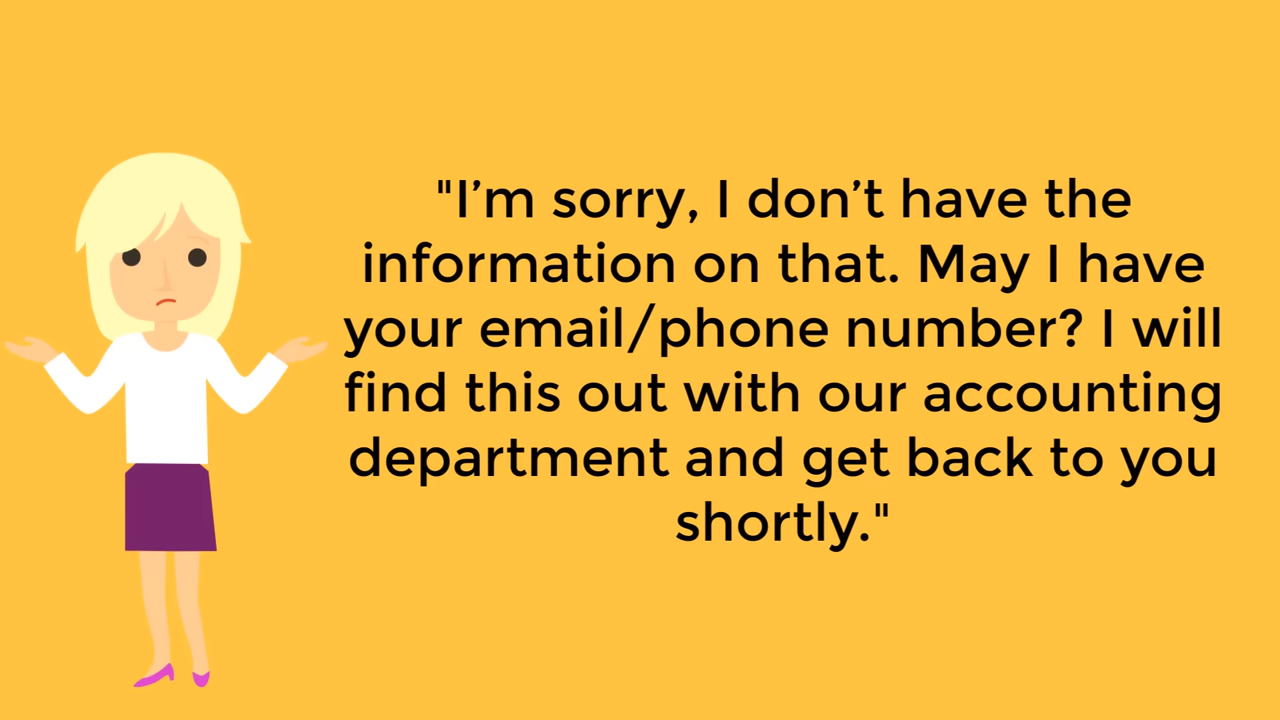 "I’m sorry, I don’t have the
information on that. May I have
your email/phone number? I will
find this out with our accounting
department and get back to you
shortly."